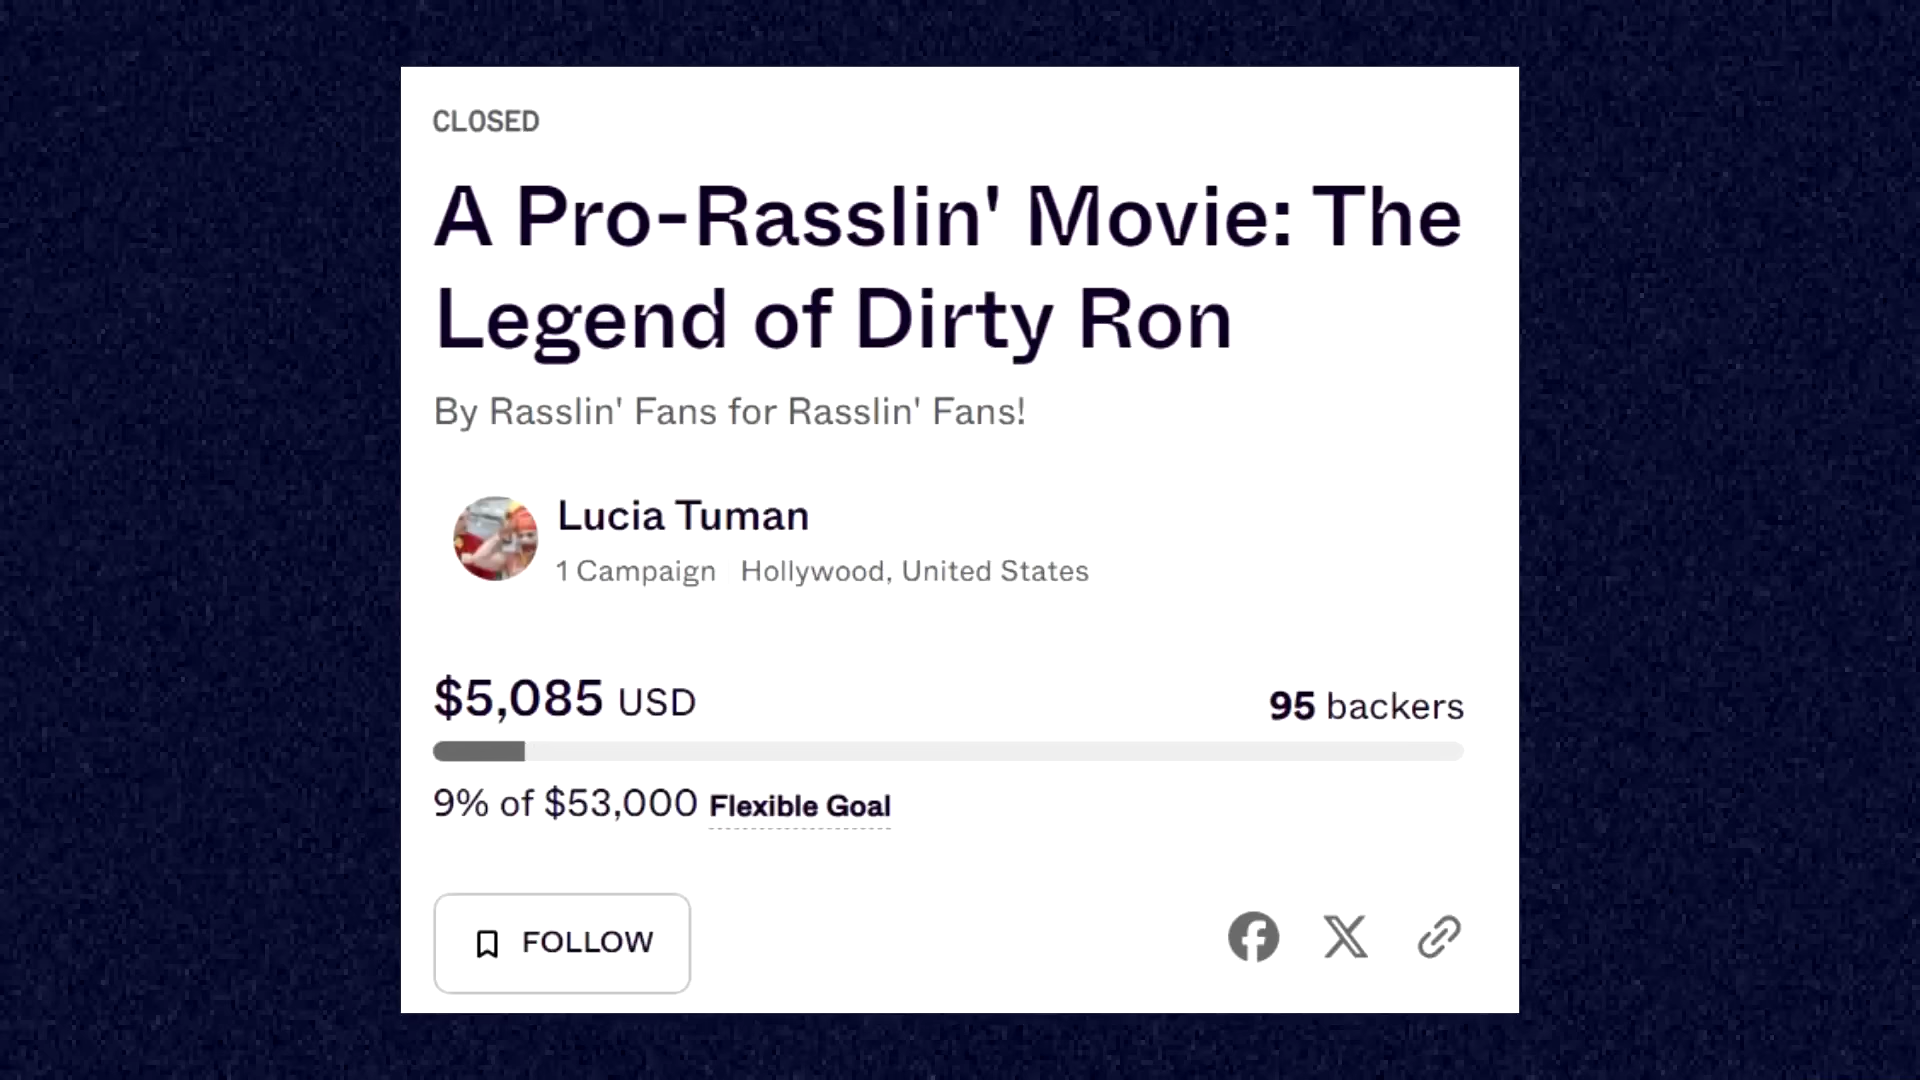 CLOSED
A Pro-Rasslin' Movie: The
Legend of Dirty Ron
By Rasslin' Fans for Rasslin' Fans!
Lucia Tuman
1 Campaign Hollywood, United States
$5,085 USD
95 backers
9% of $53,000 Flexible Goal
FOLLOW